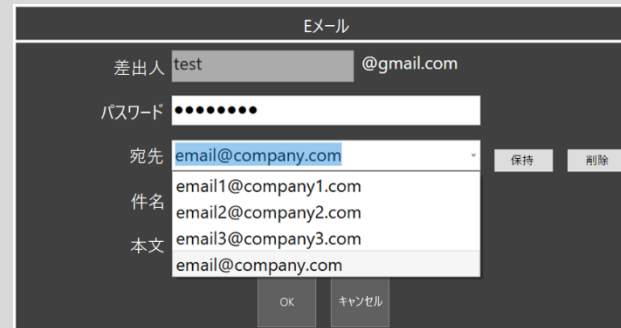 Eメール
差出人 test @gmail.com
パスワード ●●●●●●●●
宛先 email@company.com 保持 削除
email1@company1.com
件名 email2@company2.com
本文 email3@company3.com
email@company.com
OK キャンセル